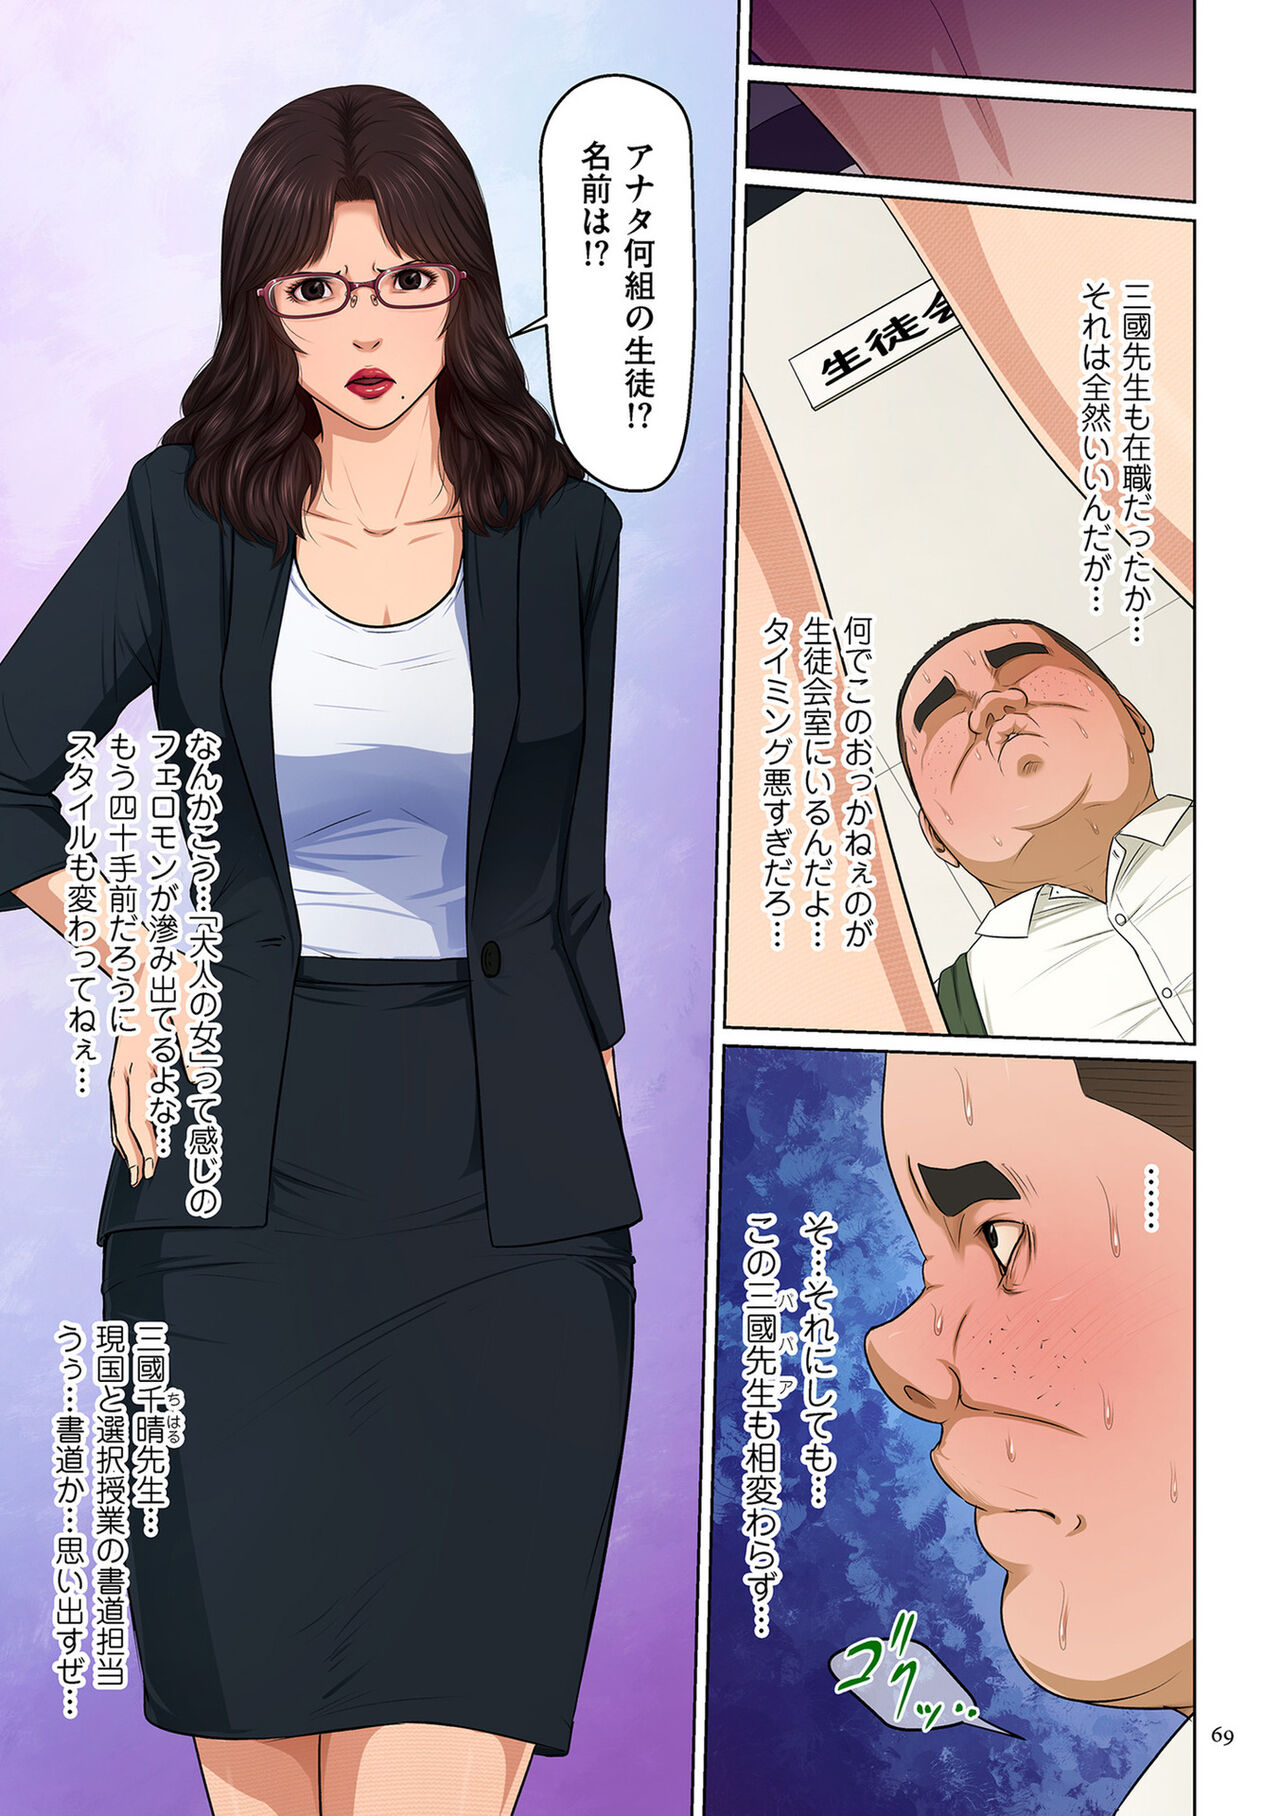 三國先生も在職だったか…
それは全然いいんだが…
生徒会
何でこのおっかねぇのが
生徒会室にいるんだよ…
タイミング悪すぎだろ…
……
そ…それにしても…
この三國先生も相変わらず…
ババア
ゴクッ‥
アナタ何組の生徒!?
名前は!?
なんかこう…「大人の女」って感じの
フェロモンが滲み出てるよな…
もう四十手前だろうに
スタイルも変わってねぇ…
三國千晴先生…
ちはる
現国と選択授業の書道担当
うぅ…書道か…思い出すぜ…
69